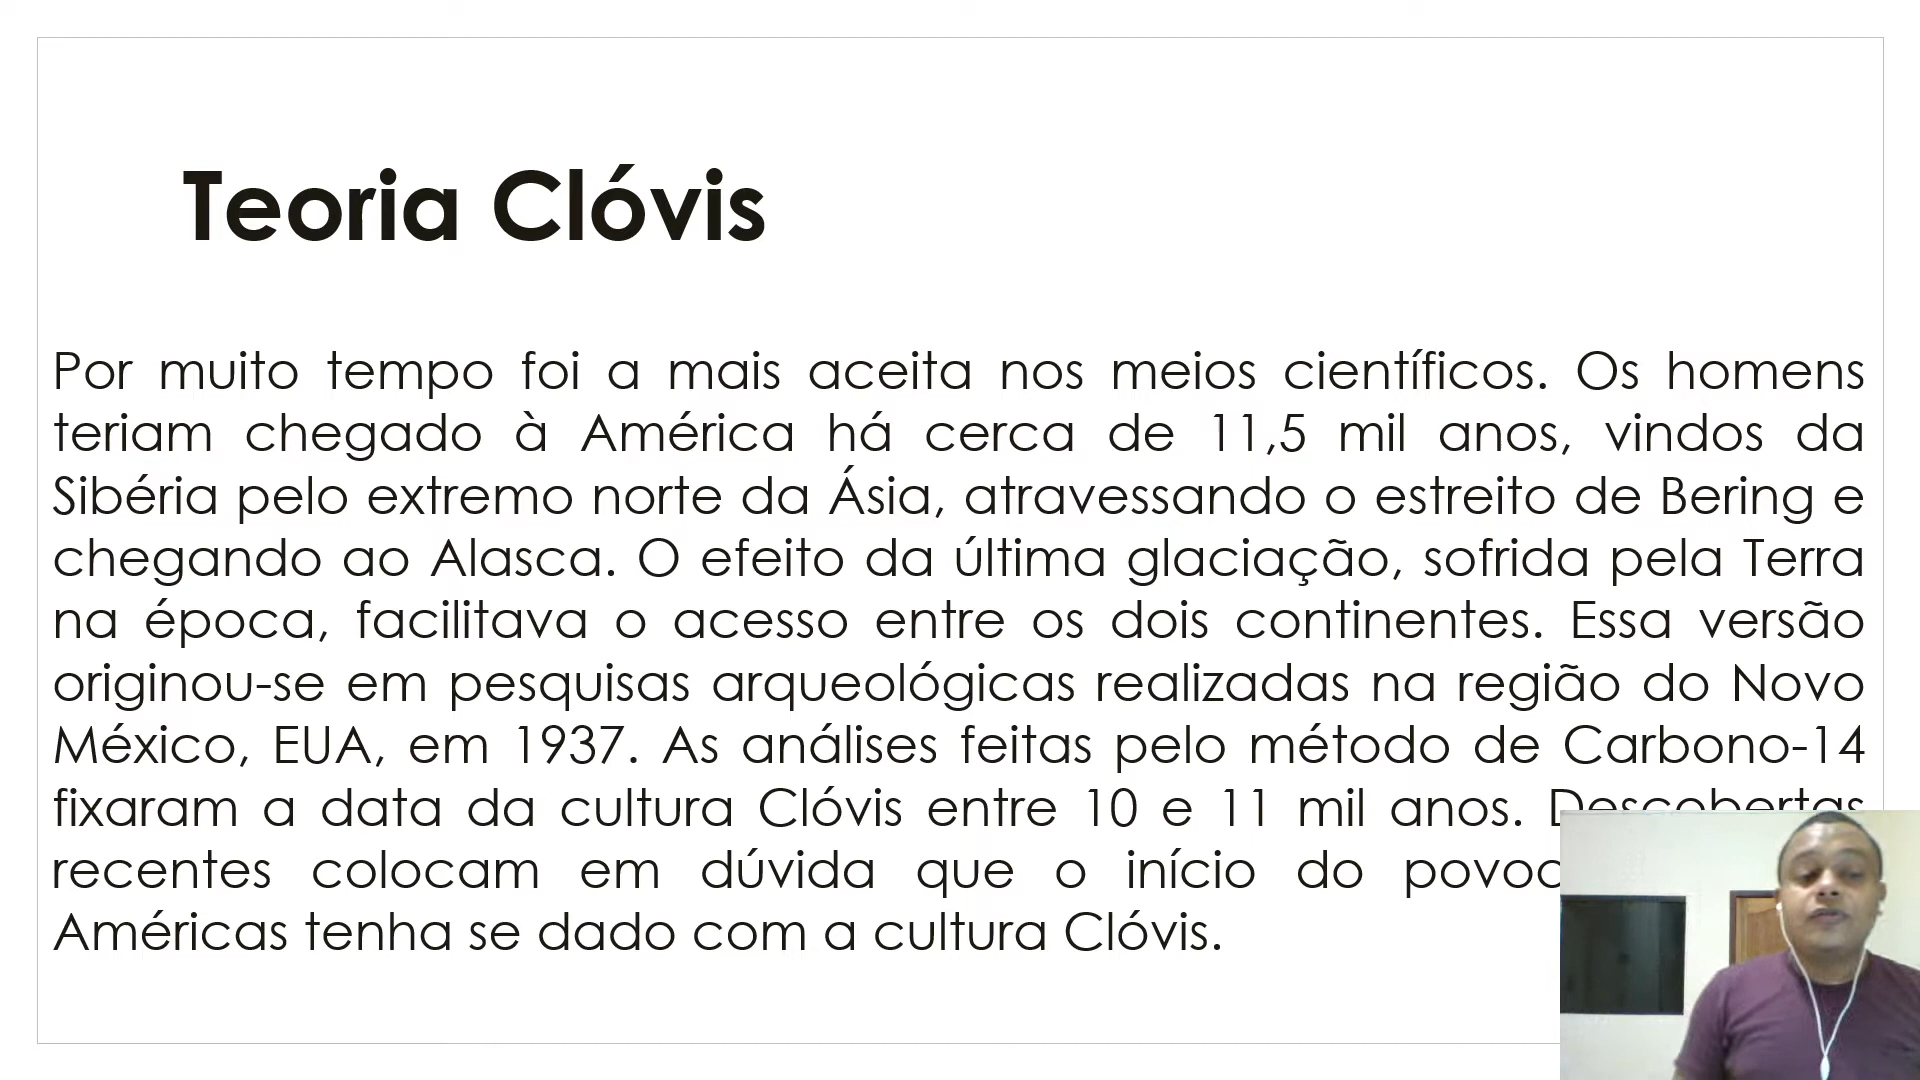 Teoria Clóvis
Por muito tempo foi a mais aceita nos meios científicos. Os homens
teriam chegado à América há cerca de 11,5 mil anos, vindos da
Sibéria pelo extremo norte da Ásia, atravessando o estreito de Bering e
chegando ao Alasca. O efeito da última glaciação, sofrida pela Terra
na época, facilitava o acesso entre os dois continentes. Essa versão
originou-se em pesquisas arqueológicas realizadas na região do Novo
México, EUA, em 1937. As análises feitas pelo método de Carbono-14
fixaram a data da cultura Clóvis entre 10 e 11 mil anos. Descobertas
recentes colocam em dúvida que o início do
Américas tenha se dado com a cultura Clóvis.